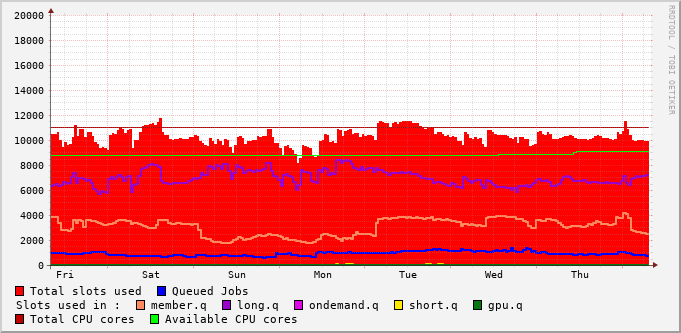 20000
18000
16000
14000
12000
10000
8000
6000
4000
2000
0
Fri Sat Sun Mon Tue Wed Thu
RRDTOOL / TOBI OETIKER
Total slots used Queued Jobs
Slots used in : member.q long.q ondemand.q short.q gpu.q
Total CPU cores Available CPU cores